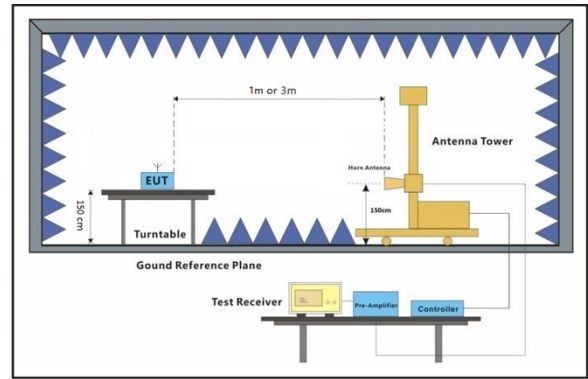 1m or 3m
Antenna Tower
Horn Antenna
EUT
150 cm
150cm
Turntable
Gound Reference Plane
Test Receiver
Pre-Amplifier
Controller